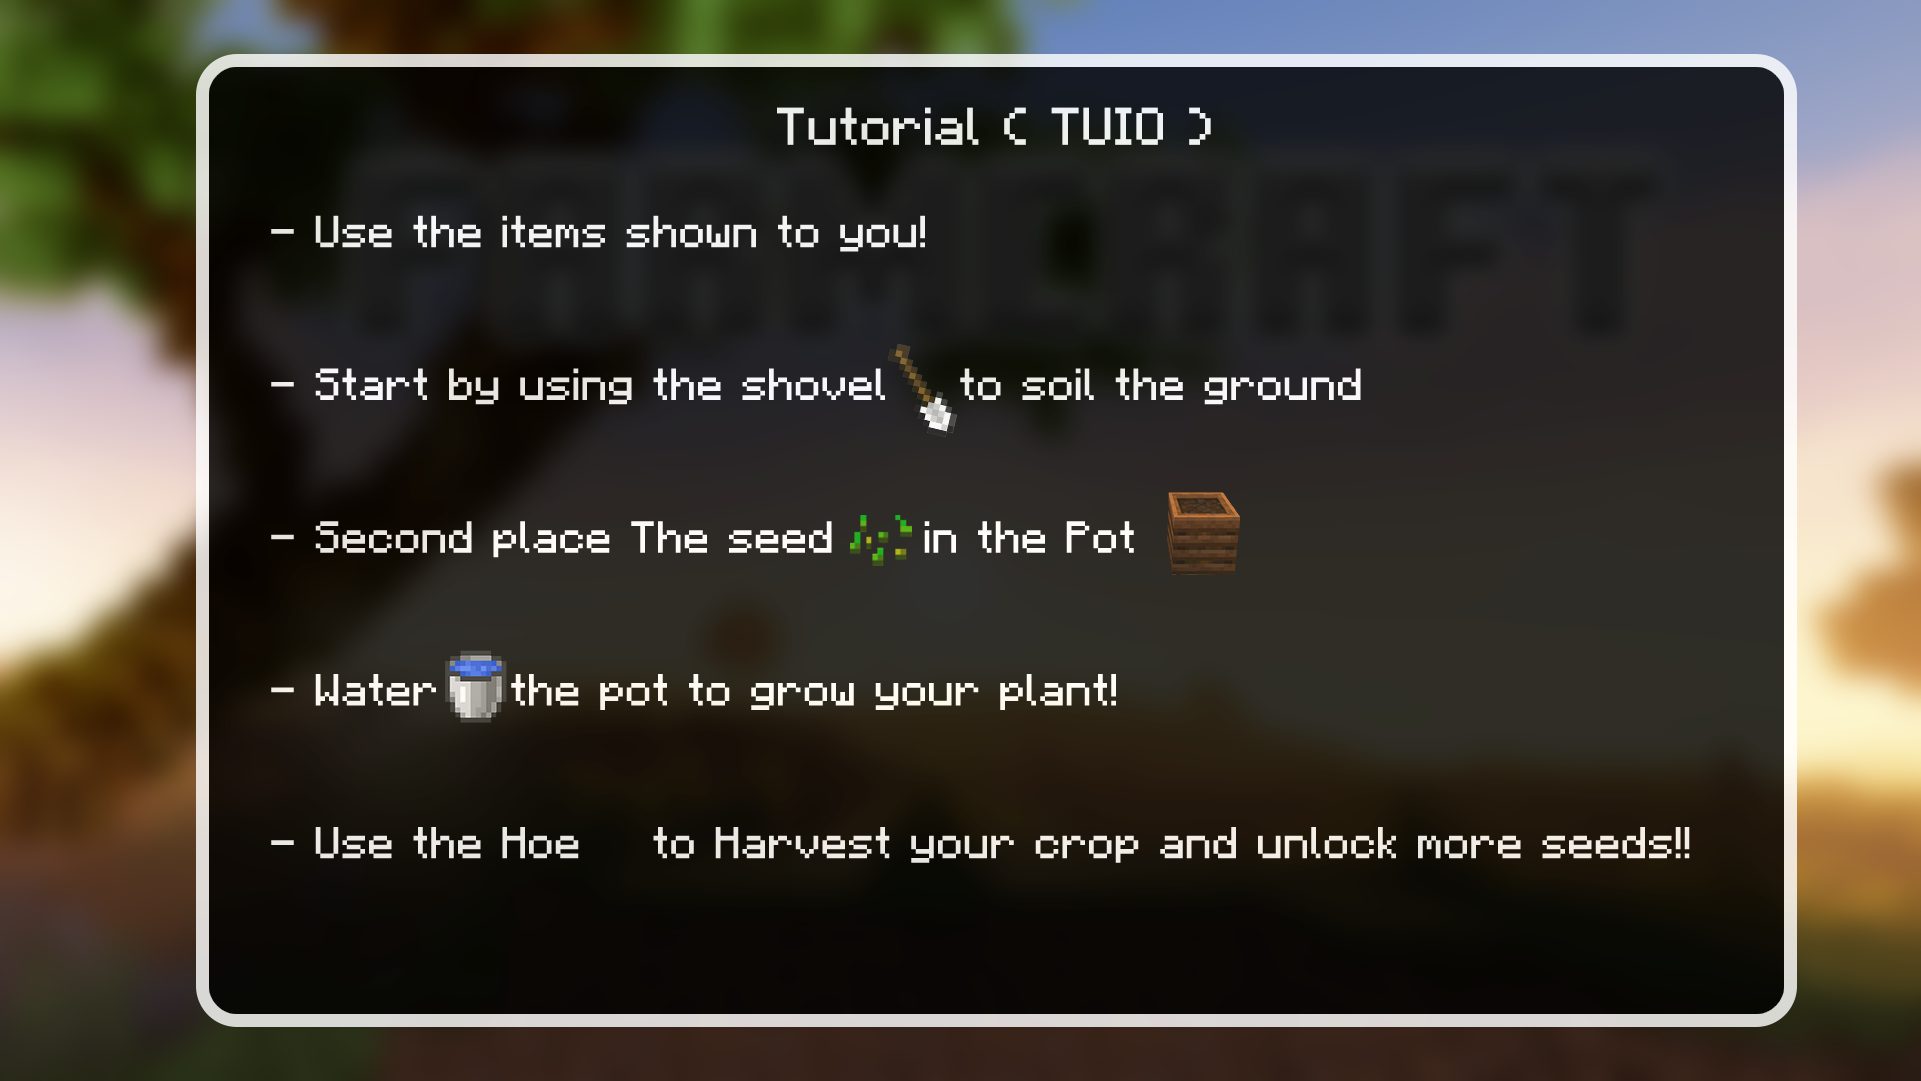 Tutorial ( TUIO )
FARMCRAFT
- Use the items shown to you!
- Start by using the shovel to soil the ground
- Second place The seed in the Pot
- Water the pot to grow your plant!
- Use the Hoe to Harvest your crop and unlock more seeds!!